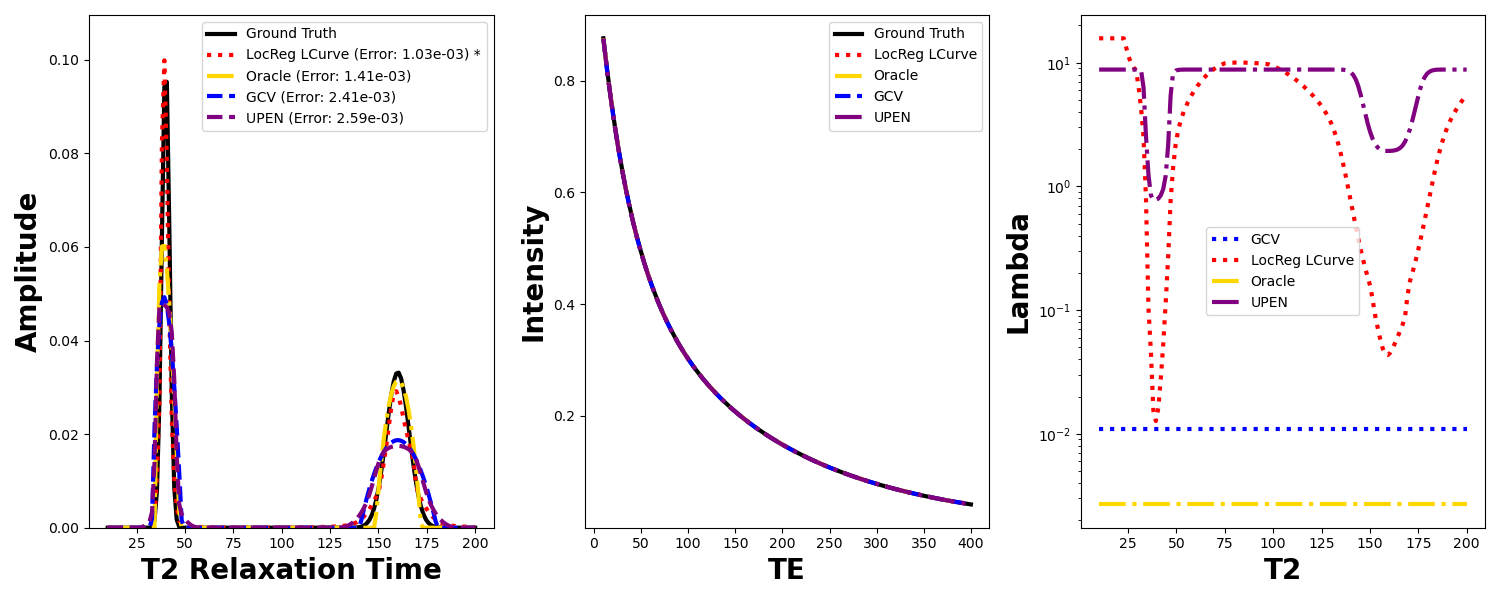 Amplitude
0.10
0.08
0.06
0.04
0.02
0.00
Ground Truth
LocReg LCurve (Error: 1.03e-03) *
Oracle (Error: 1.41e-03)
GCV (Error: 2.41e-03)
UPEN (Error: 2.59e-03)
25 50 75 100 125 150 175 200
T2 Relaxation Time
Intensity
0.8
0.6
0.4
0.2
Ground Truth
LocReg LCurve
Oracle
GCV
UPEN
0 50 100 150 200 250 300 350 400
TE
Lambda
10¹
10⁰
10⁻¹
10⁻²
GCV
LocReg LCurve
Oracle
UPEN
25 50 75 100 125 150 175 200
T2